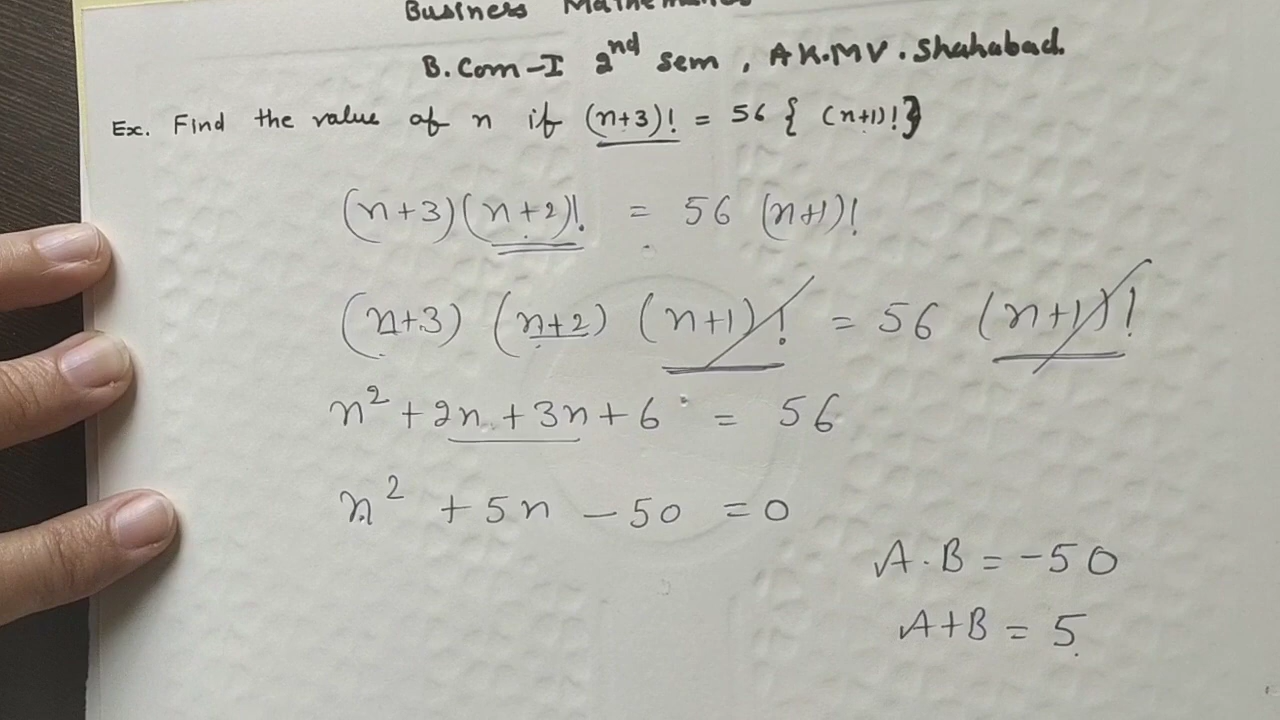 Business
B.Com-I 2nd sem, A.K.M.V. Shahabad.
Ex. Find the value of n if (n+3)! = 56 { (n+1)!}
(n+3)(n+2)! = 56 (n+1)!
(n+3) (n+2) (n+1)! = 56 (n+1)!
n² + 2n + 3n + 6 = 56
n² + 5n - 50 = 0
A.B = -50
A+B = 5